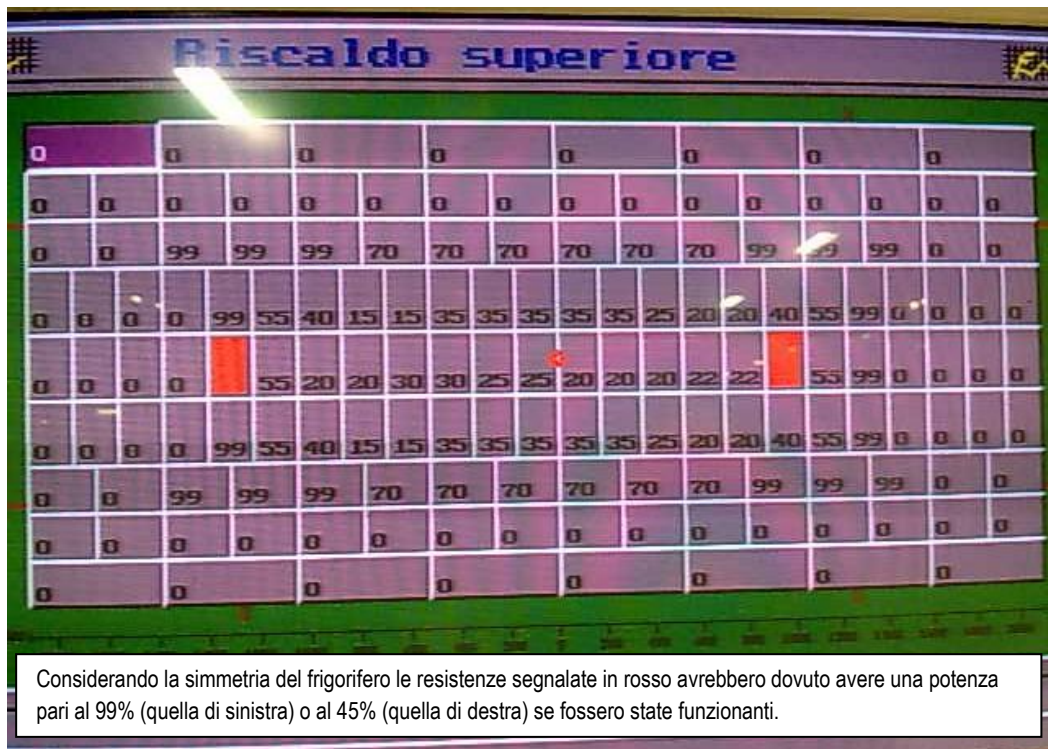 Riscaldo superiore
0 0 0 0 0 0 0 0
0 0 0 0 0 0 0 0 0 0 0 0 0 0 0 0
0 0 99 99 99 70 70 70 70 70 70 99 99 99 0 0
0 0 0 0 99 55 40 15 15 35 35 35 35 35 25 20 20 40 55 99 0 0 0 0
0 0 0 0 55 20 20 30 30 25 25 20 20 20 22 22 55 99 0 0 0 0
0 0 0 0 99 55 40 15 15 35 35 35 35 35 25 20 20 40 55 99 0 0 0 0
0 0 99 99 99 70 70 70 70 70 70 99 99 99 0 0
0 0 0 0 0 0 0 0 0 0 0 0 0 0 0 0
0 0 0 0 0 0 0 0
Considerando la simmetria del frigorifero le resistenze segnalate in rosso avrebbero dovuto avere una potenza
pari al 99% (quella di sinistra) o al 45% (quella di destra) se fossero state funzionanti.